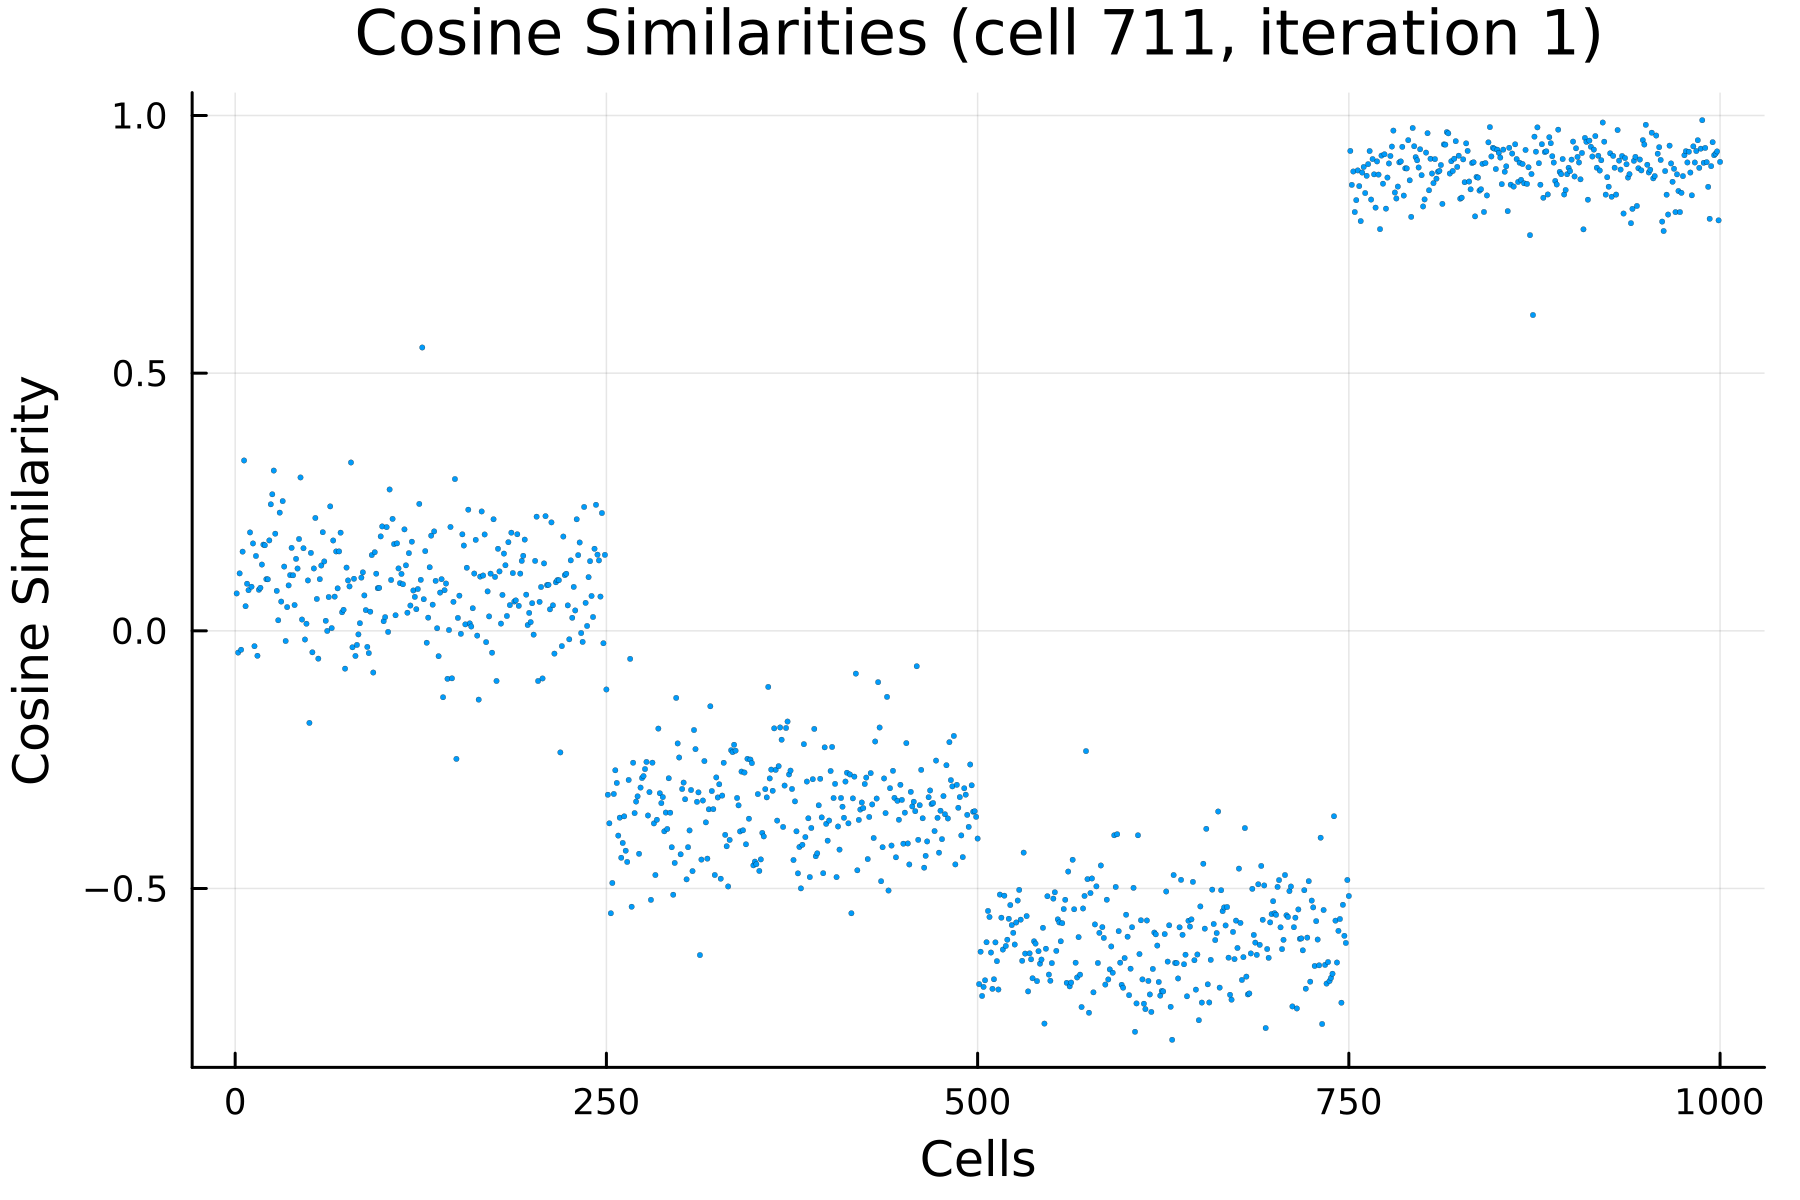 Cosine Similarities (cell 711, iteration 1)
Cosine Similarity
1.0
0.5
0.0
−0.5
0 250 500 750 1000
Cells